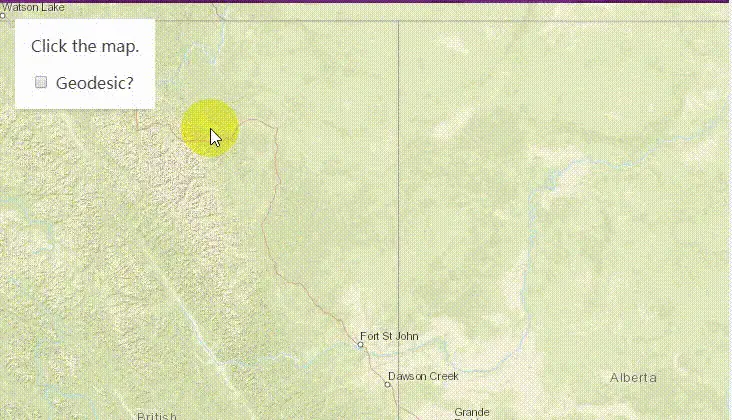 Watson Lake
Click the map.
Geodesic?
Fort St John
Dawson Creek
Alberta
Grande
British